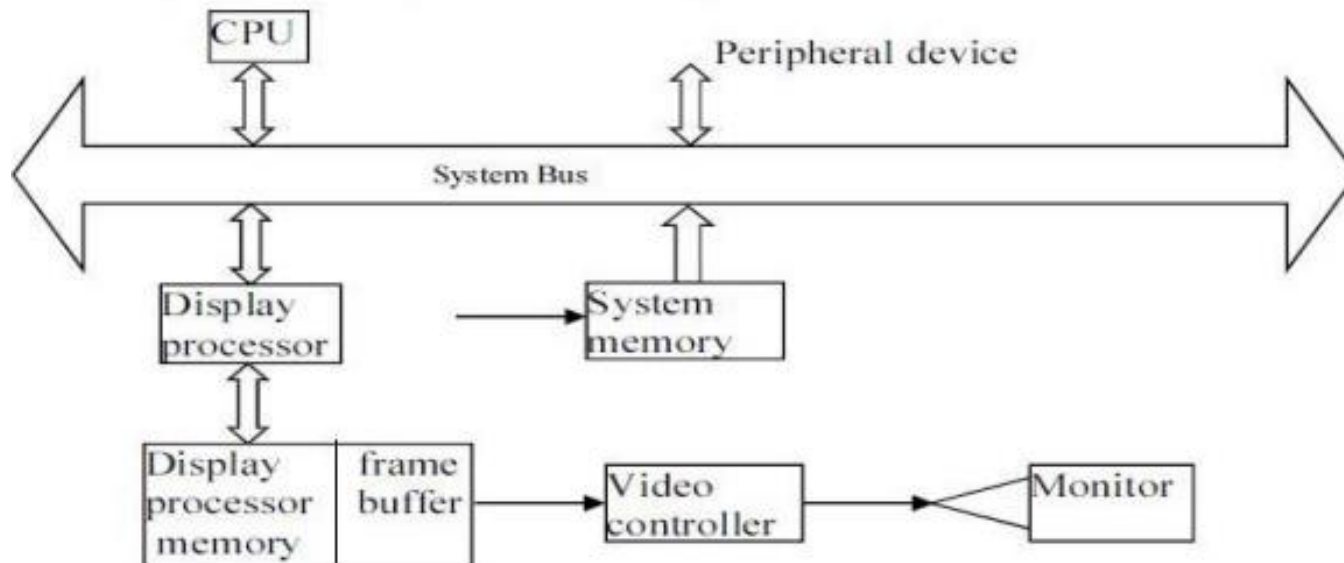 CPU
Peripheral device
System Bus
Display
processor
System
memory
Display
processor
memory
frame
buffer
Video
controller
Monitor